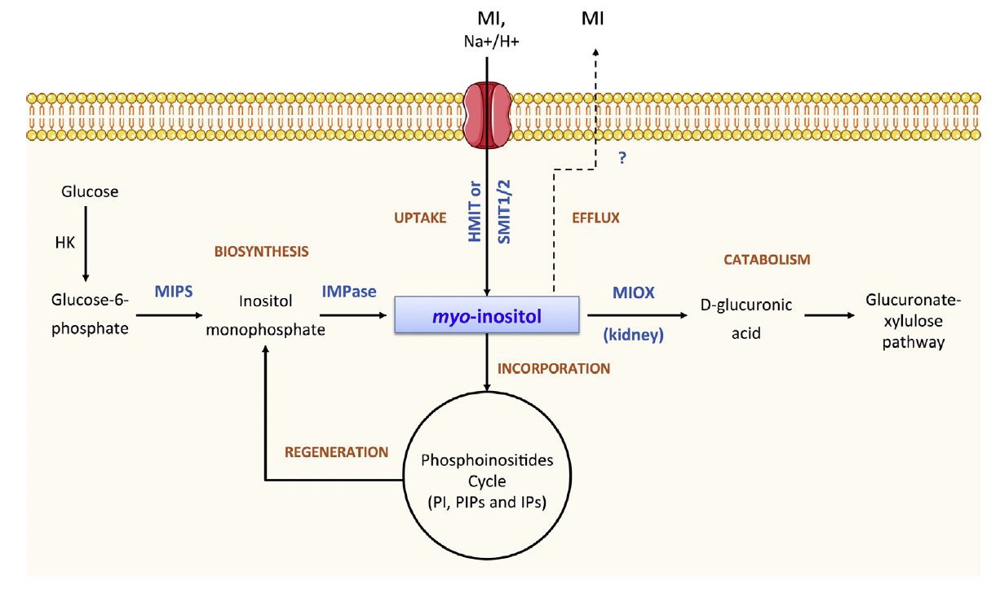 MI,
Na+/H+
MI
?
Glucose
HK
Glucose-6-
phosphate
MIPS
BIOSYNTHESIS
Inositol
monophosphate
IMPase
UPTAKE
HMIT or
SMIT1/2
EFFLUX
myo-inositol
CATABOLISM
MIOX
(kidney)
D-glucuronic
acid
Glucuronate-
xylulose
pathway
INCORPORATION
REGENERATION
Phosphoinositides
Cycle
(PI, PIPs and IPs)